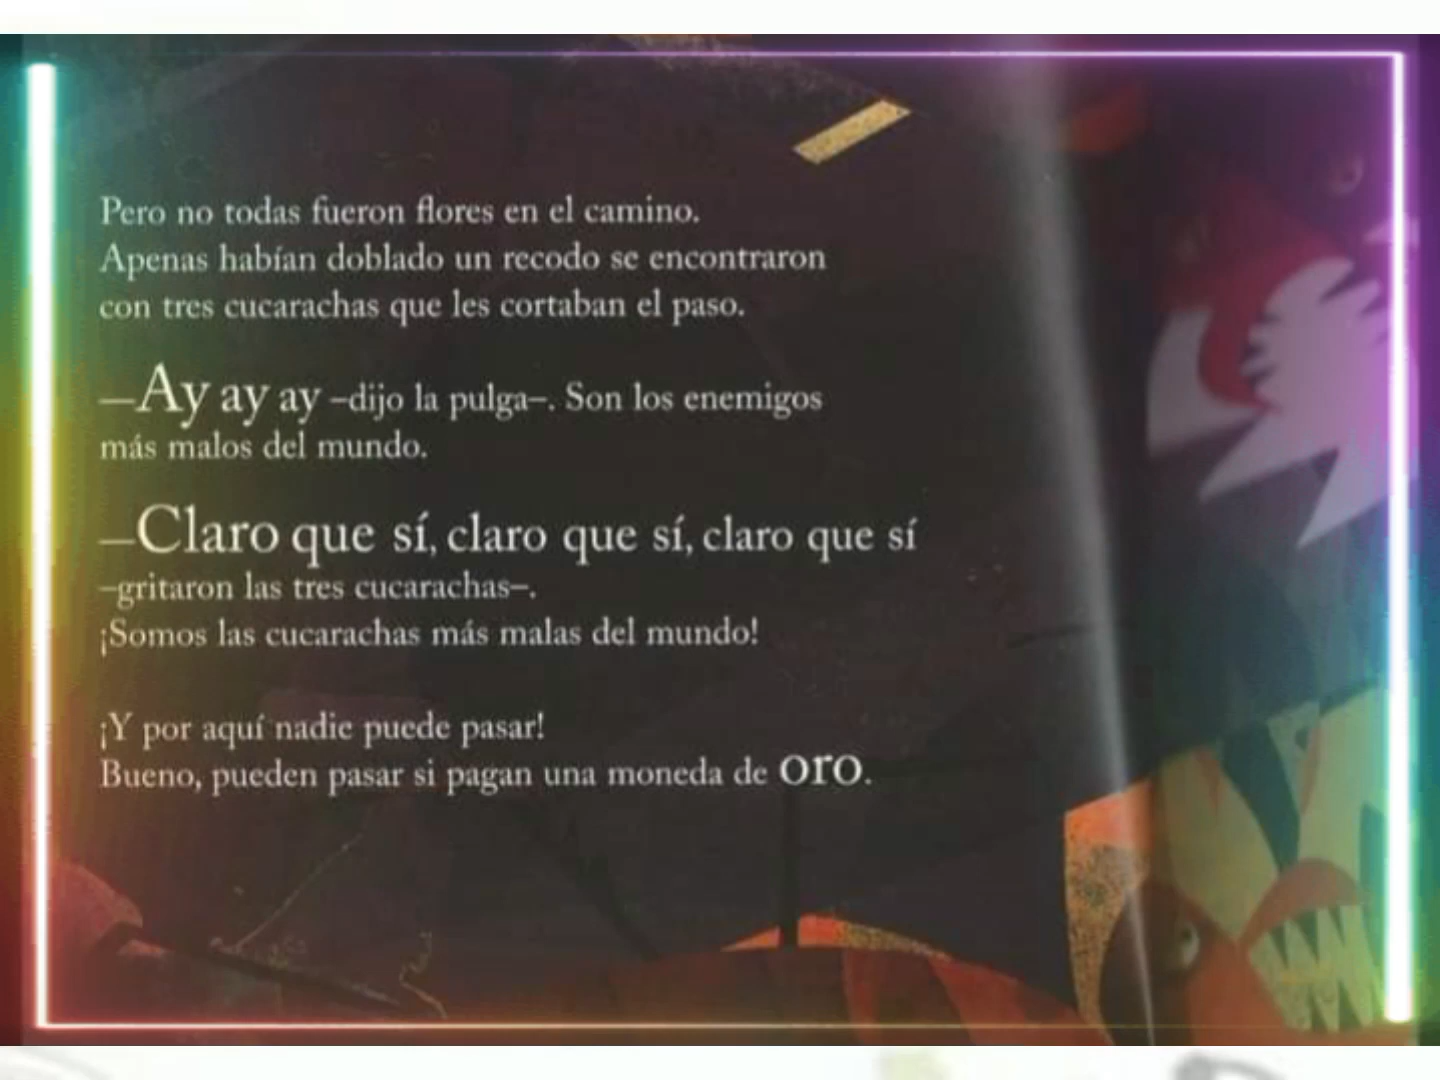 Pero no todas fueron flores en el camino.
Apenas habían doblado un recodo se encontraron
con tres cucarachas que les cortaban el paso.
—Ay ay ay –dijo la pulga–. Son los enemigos
más malos del mundo.
—Claro que sí, claro que sí, claro que sí
–gritaron las tres cucarachas–.
¡Somos las cucarachas más malas del mundo!
¡Y por aquí nadie puede pasar!
Bueno, pueden pasar si pagan una moneda de oro.